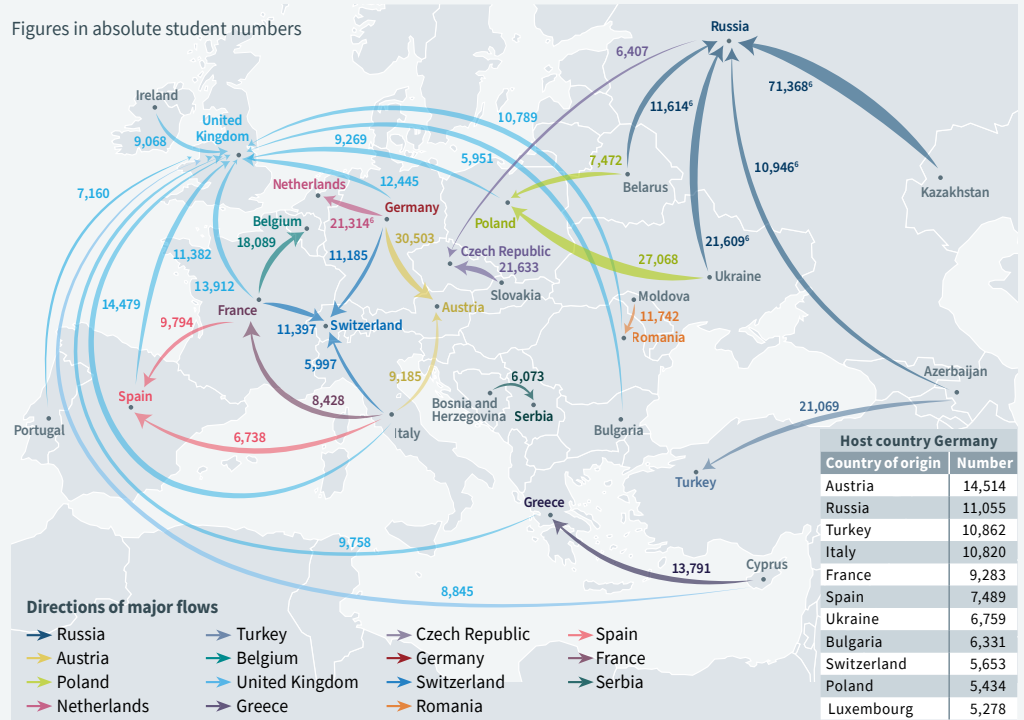 Figures in absolute student numbers
Russia
6,407
71,368⁶
11,614⁶
Ireland
United
Kingdom
10,789
9,068
9,269
5,951
7,472
10,946⁶
Belarus
Kazakhstan
7,160
Netherlands
12,445
Germany
Belgium
21,314⁶
Poland
18,089
30,503
21,609⁶
11,382
11,185
Czech Republic
21,633
27,068
Ukraine
13,912
Slovakia
Moldova
14,479
France
Austria
11,742
9,794
11,397
Switzerland
Romania
5,997
9,185
6,073
Azerbaijan
Spain
8,428
Bosnia and
Herzegovina
Serbia
21,069
Portugal
6,738
Italy
Bulgaria
Turkey
Greece
9,758
13,791
Cyprus
8,845
Host country Germany
Country of origin Number
Austria 14,514
Russia 11,055
Turkey 10,862
Italy 10,820
France 9,283
Spain 7,489
Ukraine 6,759
Bulgaria 6,331
Switzerland 5,653
Poland 5,434
Luxembourg 5,278
Directions of major flows
Russia Turkey Czech Republic Spain
Austria Belgium Germany France
Poland United Kingdom Switzerland Serbia
Netherlands Greece Romania